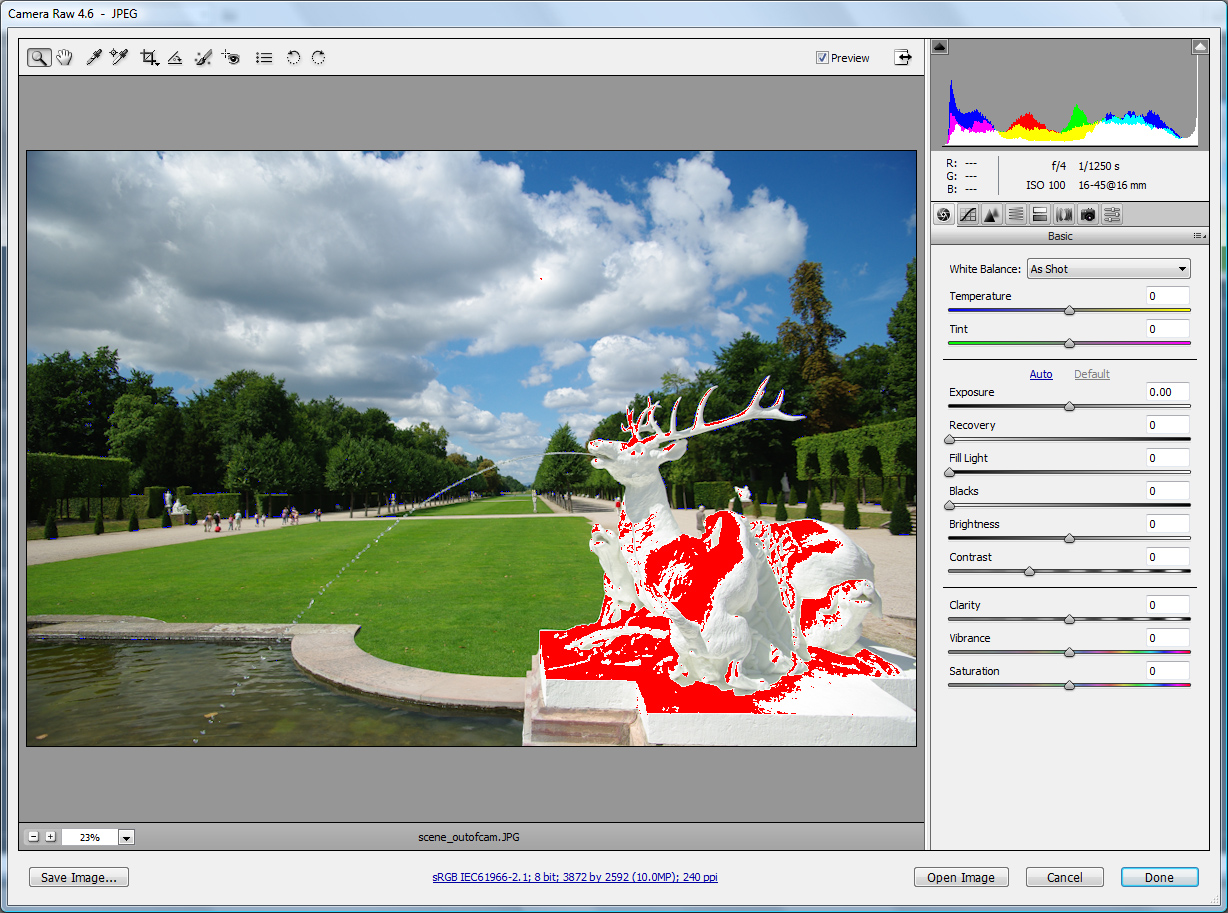 Camera Raw 4.6 - JPEG
Preview
R: ---
G: ---
B: ---
f/4 1/1250 s
ISO 100 16-45@16 mm
Basic
White Balance: As Shot
Temperature 0
Tint 0
Auto Default
Exposure 0.00
Recovery 0
Fill Light 0
Blacks 0
Brightness 0
Contrast 0
Clarity 0
Vibrance 0
Saturation 0
23%
scene_outofcam.JPG
Save Image...
sRGB IEC61966-2.1; 8 bit; 3872 by 2592 (10.0MP); 240 ppi
Open Image
Cancel
Done